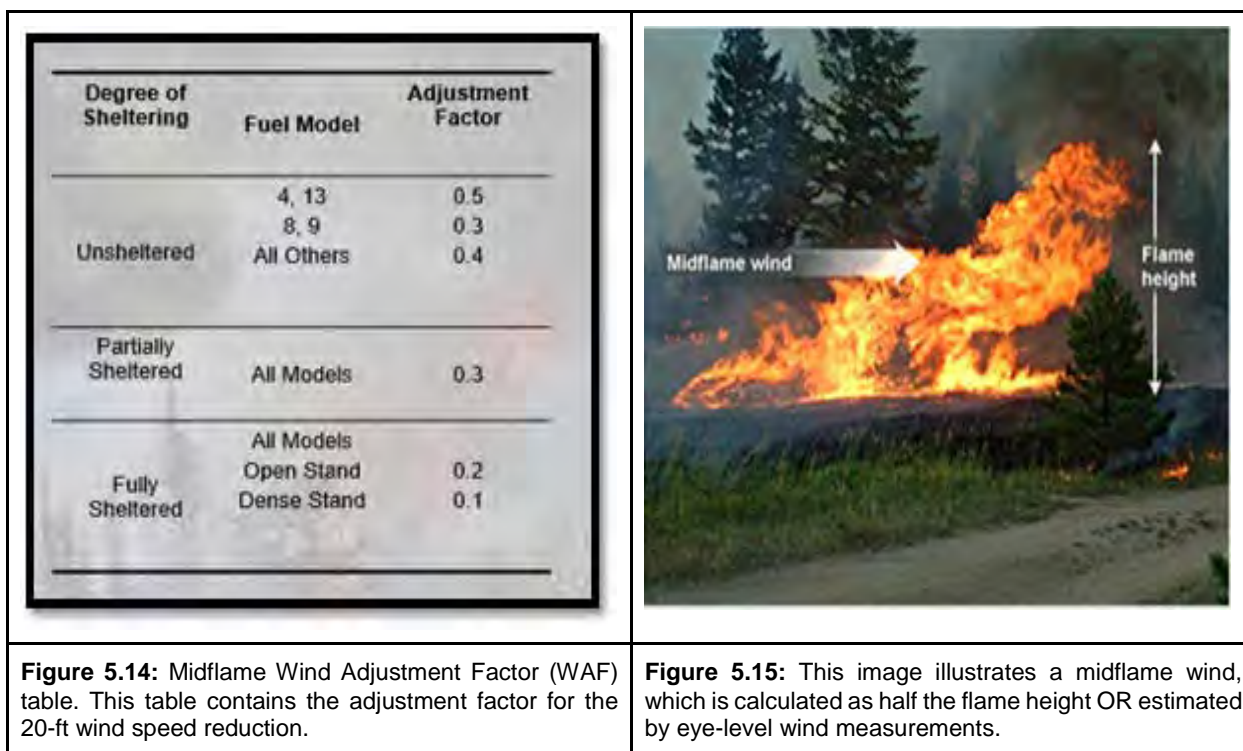 Degree of
Sheltering
Fuel Model
Adjustment
Factor
Unsheltered
4, 13 0.5
8, 9 0.3
All Others 0.4
Partially
Sheltered
All Models 0.3
Fully
Sheltered
All Models
Open Stand 0.2
Dense Stand 0.1
Midflame wind
Flame
height
Figure 5.14: Midflame Wind Adjustment Factor (WAF)
table. This table contains the adjustment factor for the
20-ft wind speed reduction.
Figure 5.15: This image illustrates a midflame wind,
which is calculated as half the flame height OR estimated
by eye-level wind measurements.